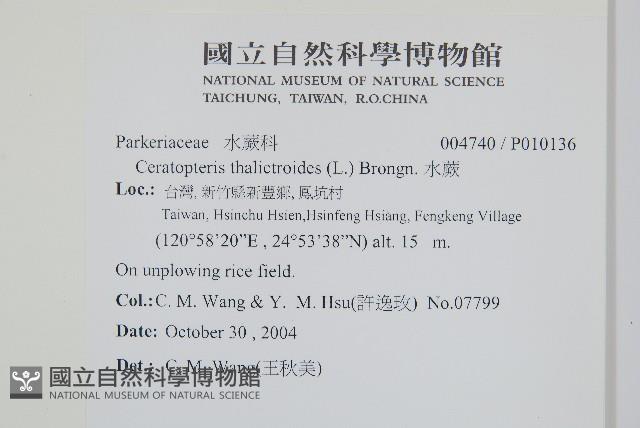 國立自然科學博物館
NATIONAL MUSEUM OF NATURAL SCIENCE
TAICHUNG, TAIWAN, R.O.CHINA
Parkeriaceae 水蕨科 004740 / P010136
Ceratopteris thalictroides (L.) Brongn. 水蕨
Loc.: 台灣, 新竹縣新豐鄉, 鳳坑村
Taiwan, Hsinchu Hsien,Hsinfeng Hsiang, Fengkeng Village
(120°58'20”E , 24°53'38”N) alt. 15 m.
On unplowing rice field.
Col.:C. M. Wang & Y. M. Hsu(許逸玫) No.07799
Date: October 30 , 2004
Det.: C. M. Wang(王秋美)
國立自然科學博物館
NATIONAL MUSEUM OF NATURAL SCIENCE